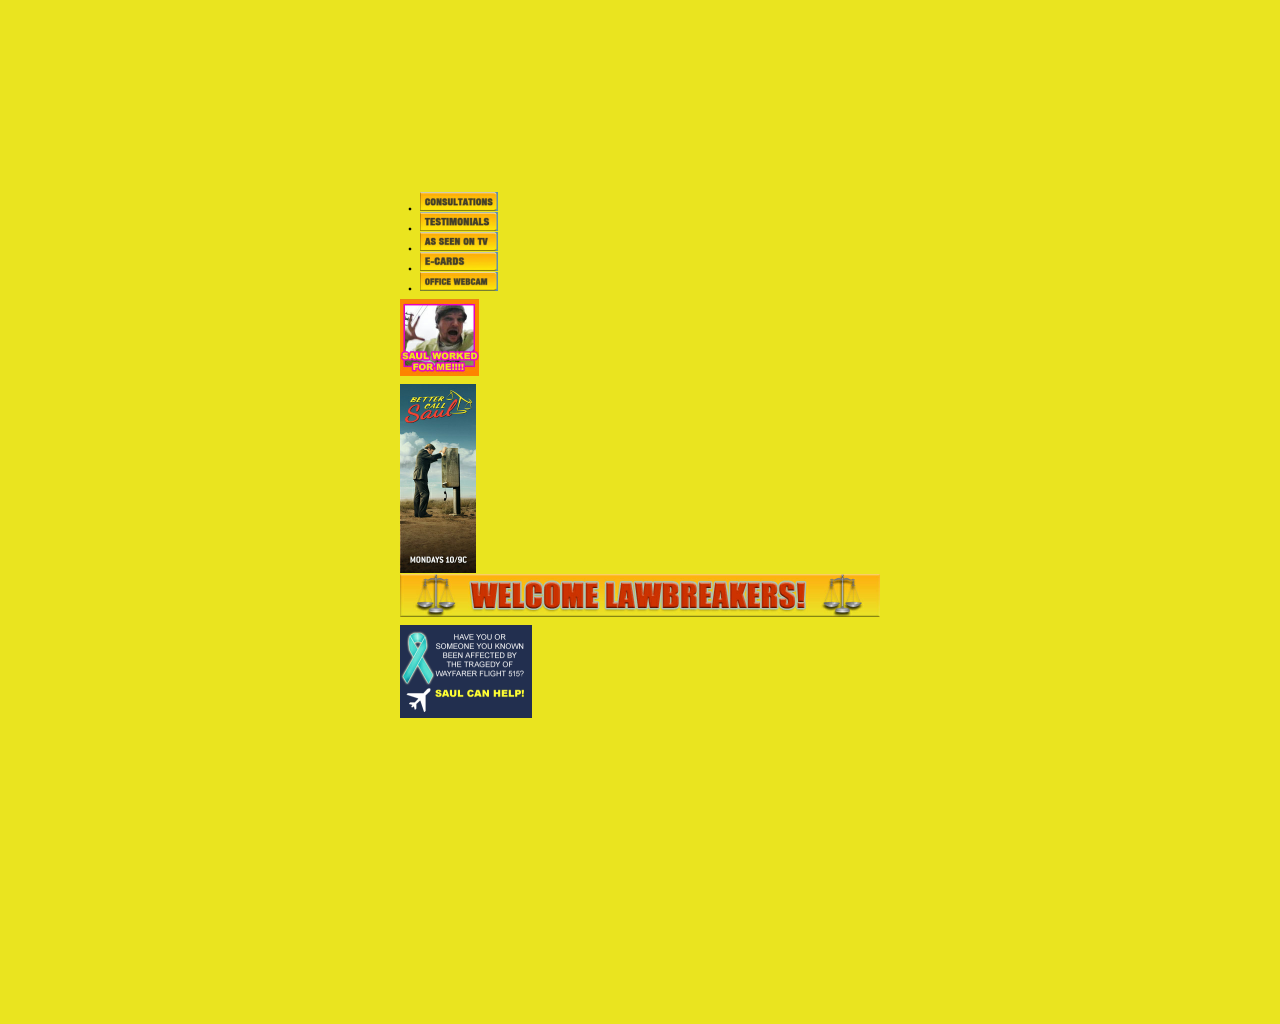 CONSULTATIONS
TESTIMONIALS
AS SEEN ON TV
E-CARDS
OFFICE WEBCAM
SAUL WORKED
FOR ME!!!!
BETTER
CALL
Saul
MONDAYS 10/9C
WELCOME LAWBREAKERS!
HAVE YOU OR
SOMEONE YOU KNOWN
BEEN AFFECTED BY
THE TRAGEDY OF
WAYFARER FLIGHT 515?
SAUL CAN HELP!